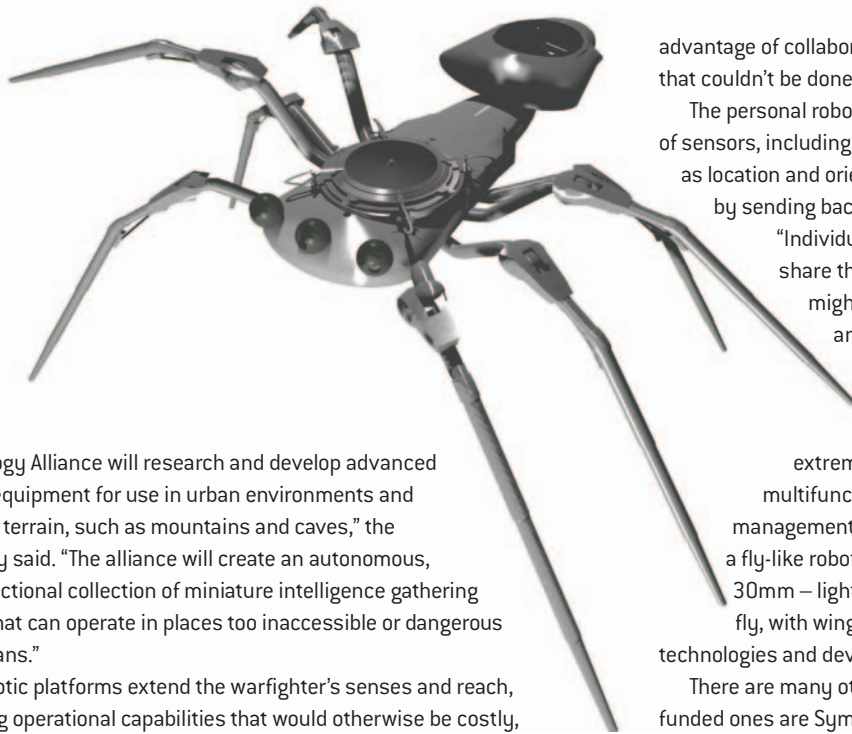 ogy Alliance will research and develop advanced
equipment for use in urban environments and
terrain, such as mountains and caves,” the
y said. “The alliance will create an autonomous,
ctional collection of miniature intelligence gathering
hat can operate in places too inaccessible or dangerous
ans.”
otic platforms extend the warfighter’s senses and reach,
g operational capabilities that would otherwise be costly,
advantage of collabor
that couldn’t be done
The personal robo
of sensors, including
as location and orie
by sending bac
“Individu
share th
migh
ar
extrem
multifunc
management
a fly-like robot
30mm – light
fly, with wing
technologies and dev
There are many ot
funded ones are Sym